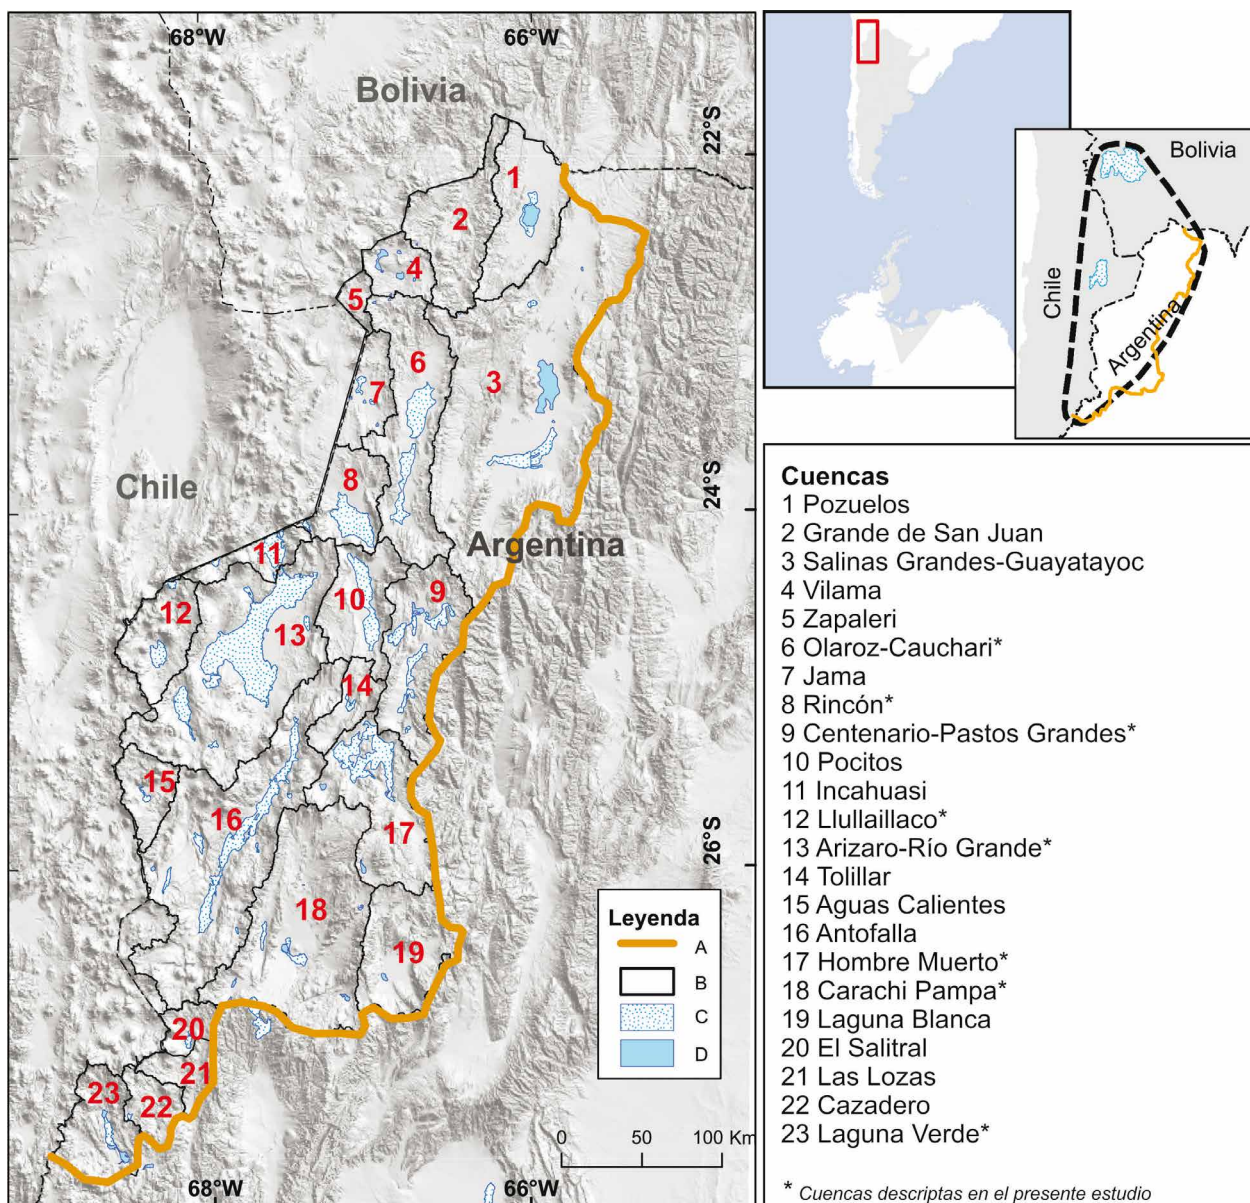 68°W
66°W
Bolivia
22°S
1
2
4
5
6
3
7
Chile
8
24°S
Argentina
11
9
10
12
13
14
15
16
17
26°S
18
19
20
21
23
22
Leyenda
A
B
C
D
0 50 100 Km
68°W
66°W
Bolivia
Chile
Argentina
Cuencas
1 Pozuelos
2 Grande de San Juan
3 Salinas Grandes-Guayatayoc
4 Vilama
5 Zapaleri
6 Olaroz-Cauchari*
7 Jama
8 Rincón*
9 Centenario-Pastos Grandes*
10 Pocitos
11 Incahuasi
12 Llullaillaco*
13 Arizaro-Río Grande*
14 Tolillar
15 Aguas Calientes
16 Antofalla
17 Hombre Muerto*
18 Carachi Pampa*
19 Laguna Blanca
20 El Salitral
21 Las Lozas
22 Cazadero
23 Laguna Verde*
* Cuencas descriptas en el presente estudio